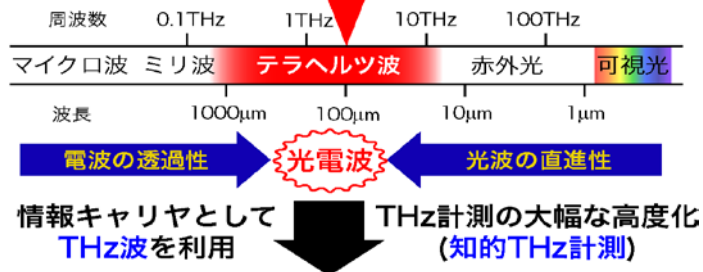 周波数 0.1THz 1THz 10THz 100THz
マイクロ波 ミリ波 テラヘルツ波 赤外光 可視光
波長 1000μm 100μm 10μm 1μm
電波の透過性 光電波 光波の直進性
情報キャリヤとして THz計測の大幅な高度化
THz波を利用 (知的THz計測)